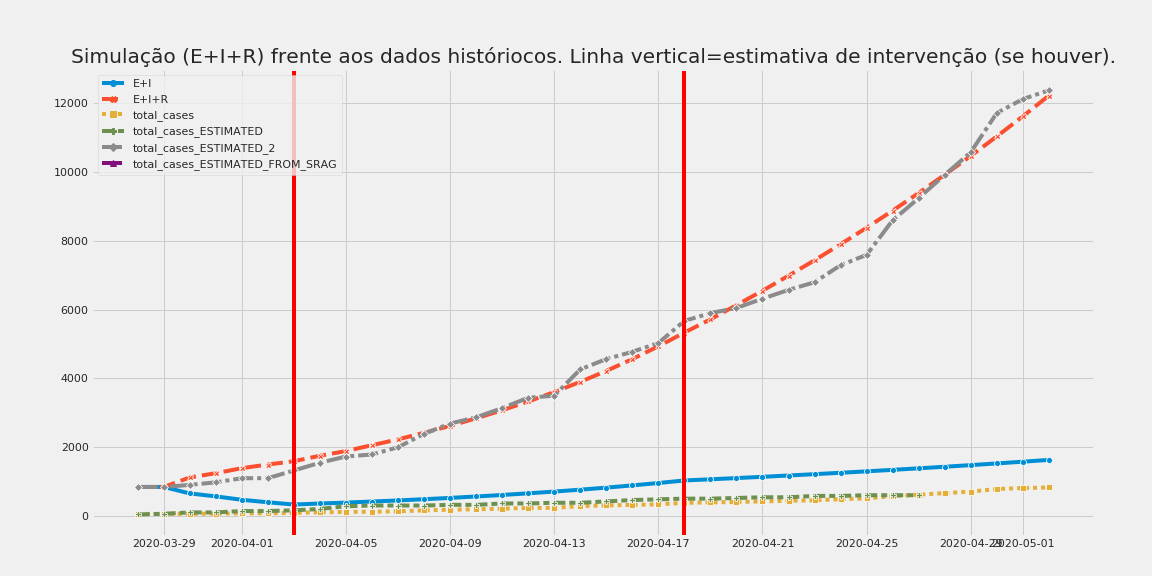 Simulação (E+I+R) frente aos dados históriocos. Linha vertical=estimativa de intervenção (se houver).
E+I
E+I+R
total_cases
total_cases_ESTIMATED
total_cases_ESTIMATED_2
total_cases_ESTIMATED_FROM_SRAG
12000
10000
8000
6000
4000
2000
0
2020-03-29 2020-04-01 2020-04-05 2020-04-09 2020-04-13 2020-04-17 2020-04-21 2020-04-25 2020-04-29 2020-05-01